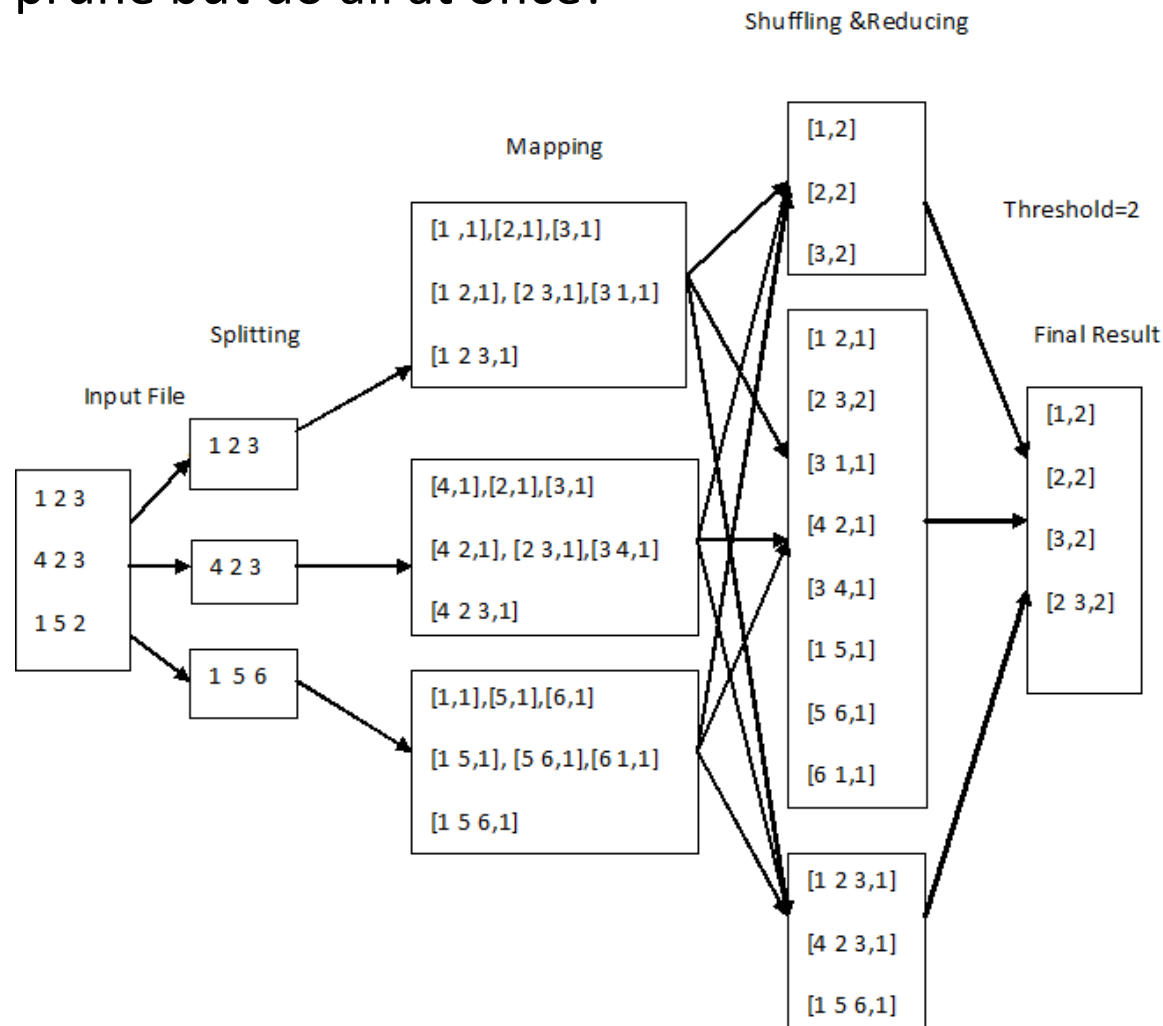 prune but do all at once?
Shuffling &Reducing
Mapping
Threshold=2
Splitting
Final Result
Input File
1 2 3
4 2 3
1 5 2
1 2 3
4 2 3
1 5 6
[1 ,1],[2,1],[3,1]
[1 2,1], [2 3,1],[3 1,1]
[1 2 3,1]
[4,1],[2,1],[3,1]
[4 2,1], [2 3,1],[3 4,1]
[4 2 3,1]
[1,1],[5,1],[6,1]
[1 5,1], [5 6,1],[6 1,1]
[1 5 6,1]
[1,2]
[2,2]
[3,2]
[1 2,1]
[2 3,2]
[3 1,1]
[4 2,1]
[3 4,1]
[1 5,1]
[5 6,1]
[6 1,1]
[1 2 3,1]
[4 2 3,1]
[1 5 6,1]
[1,2]
[2,2]
[3,2]
[2 3,2]